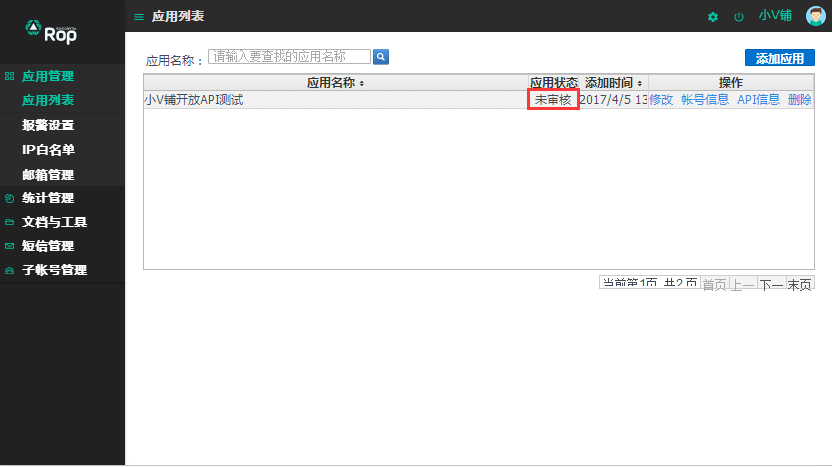 Rop
应用列表
小V铺
应用管理
应用列表
报警设置
IP白名单
邮箱管理
统计管理
文档与工具
短信管理
子帐号管理
应用名称：
请输入要查找的应用名称
添加应用
应用名称 应用状态 添加时间 操作
小V铺开放API测试 未审核 2017/4/5 13 修改 帐号信息 API信息 删除
当前第1页 共2页 首页 上一 下一 末页